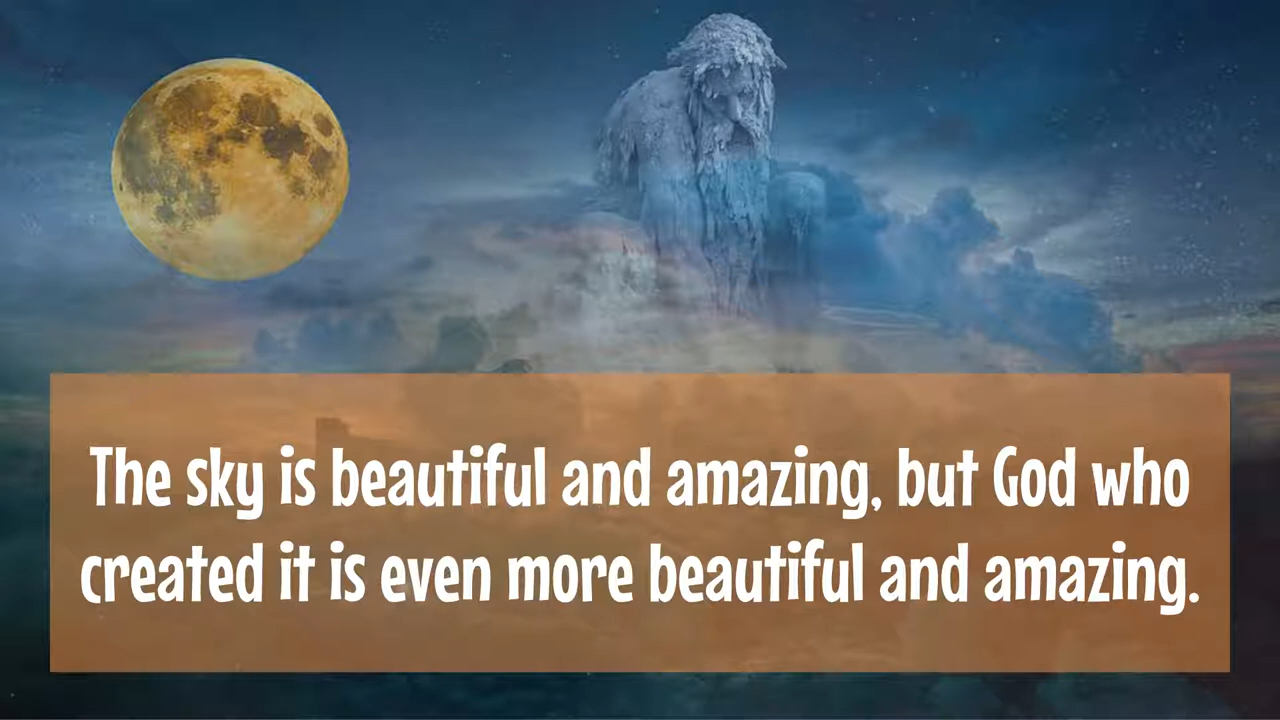 The sky is beautiful and amazing, but God who
created it is even more beautiful and amazing.